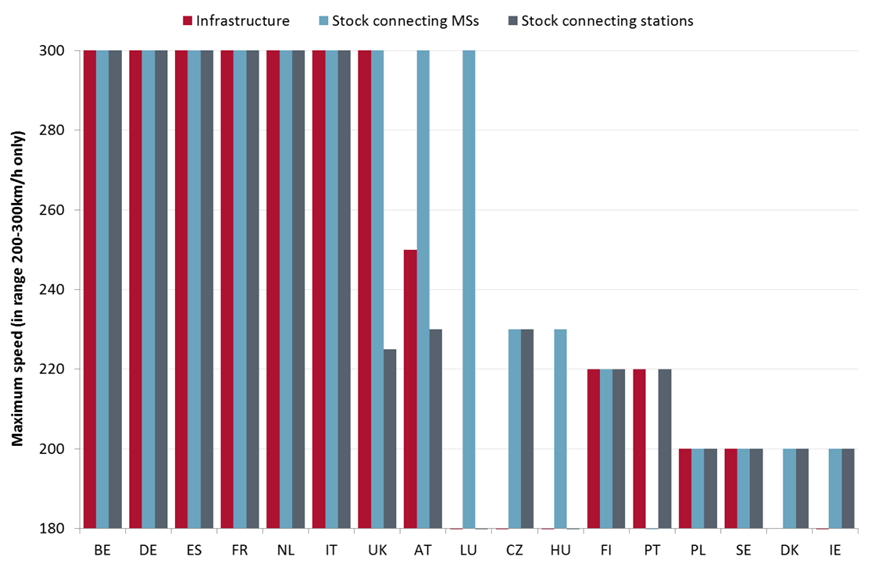 Infrastructure Stock connecting MSs Stock connecting stations
Maximum speed (in range 200-300km/h only)
300
280
260
240
220
200
180
BE DE ES FR NL IT UK AT LU CZ HU FI PT PL SE DK IE